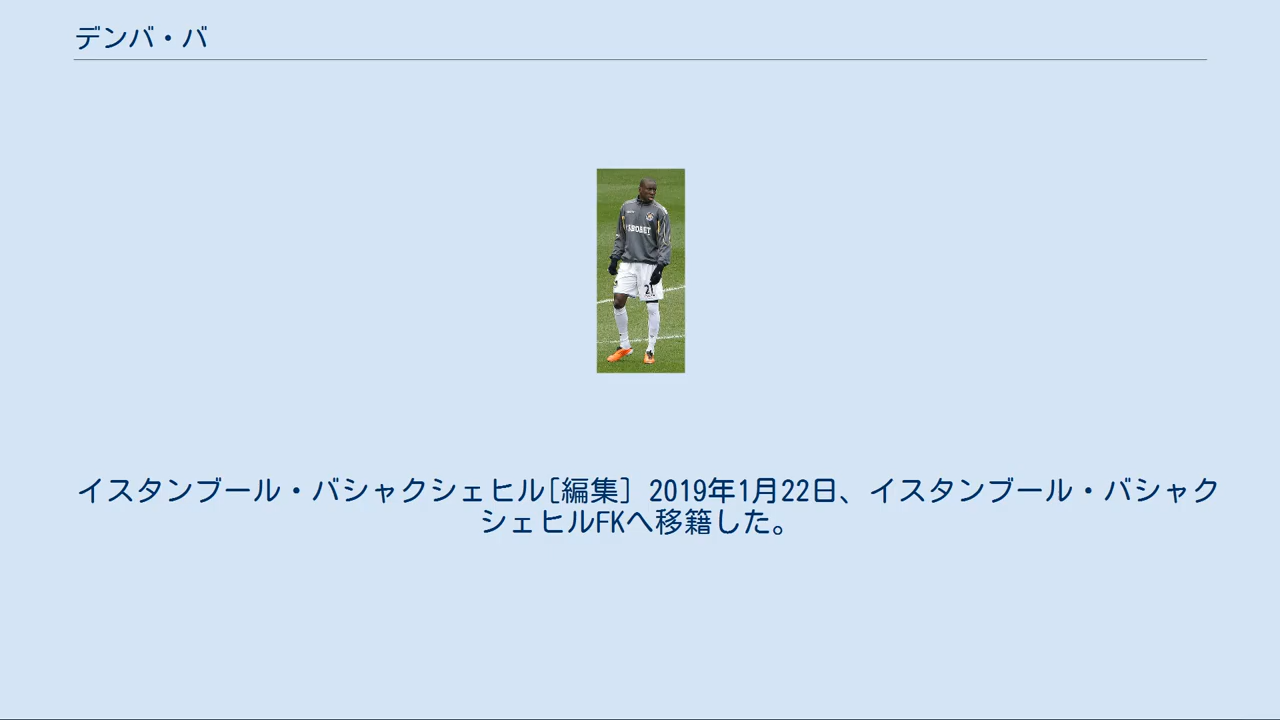 デンバ・バ
SBOBET
21
イスタンブール・バシャクシェヒル[編集] 2019年1月22日、イスタンブール・バシャク
シェヒルFKへ移籍した。